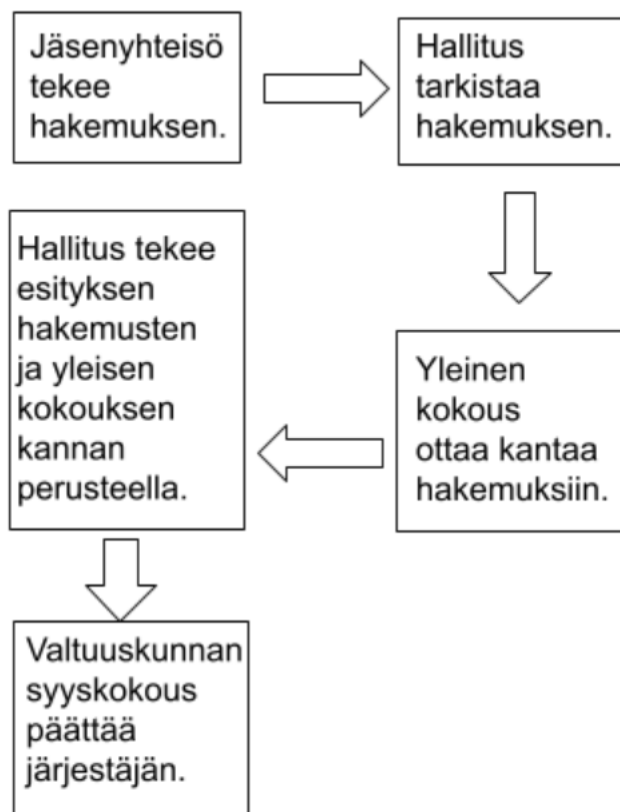 Jäsenyhteisö
tekee
hakemuksen.
Hallitus
tarkistaa
hakemuksen.
Yleinen
kokous
ottaa kantaa
hakemuksiin.
Hallitus tekee
esityksen
hakemusten
ja yleisen
kokouksen
kannan
perusteella.
Valtuuskunnan
syyskokous
päättää
järjestäjän.